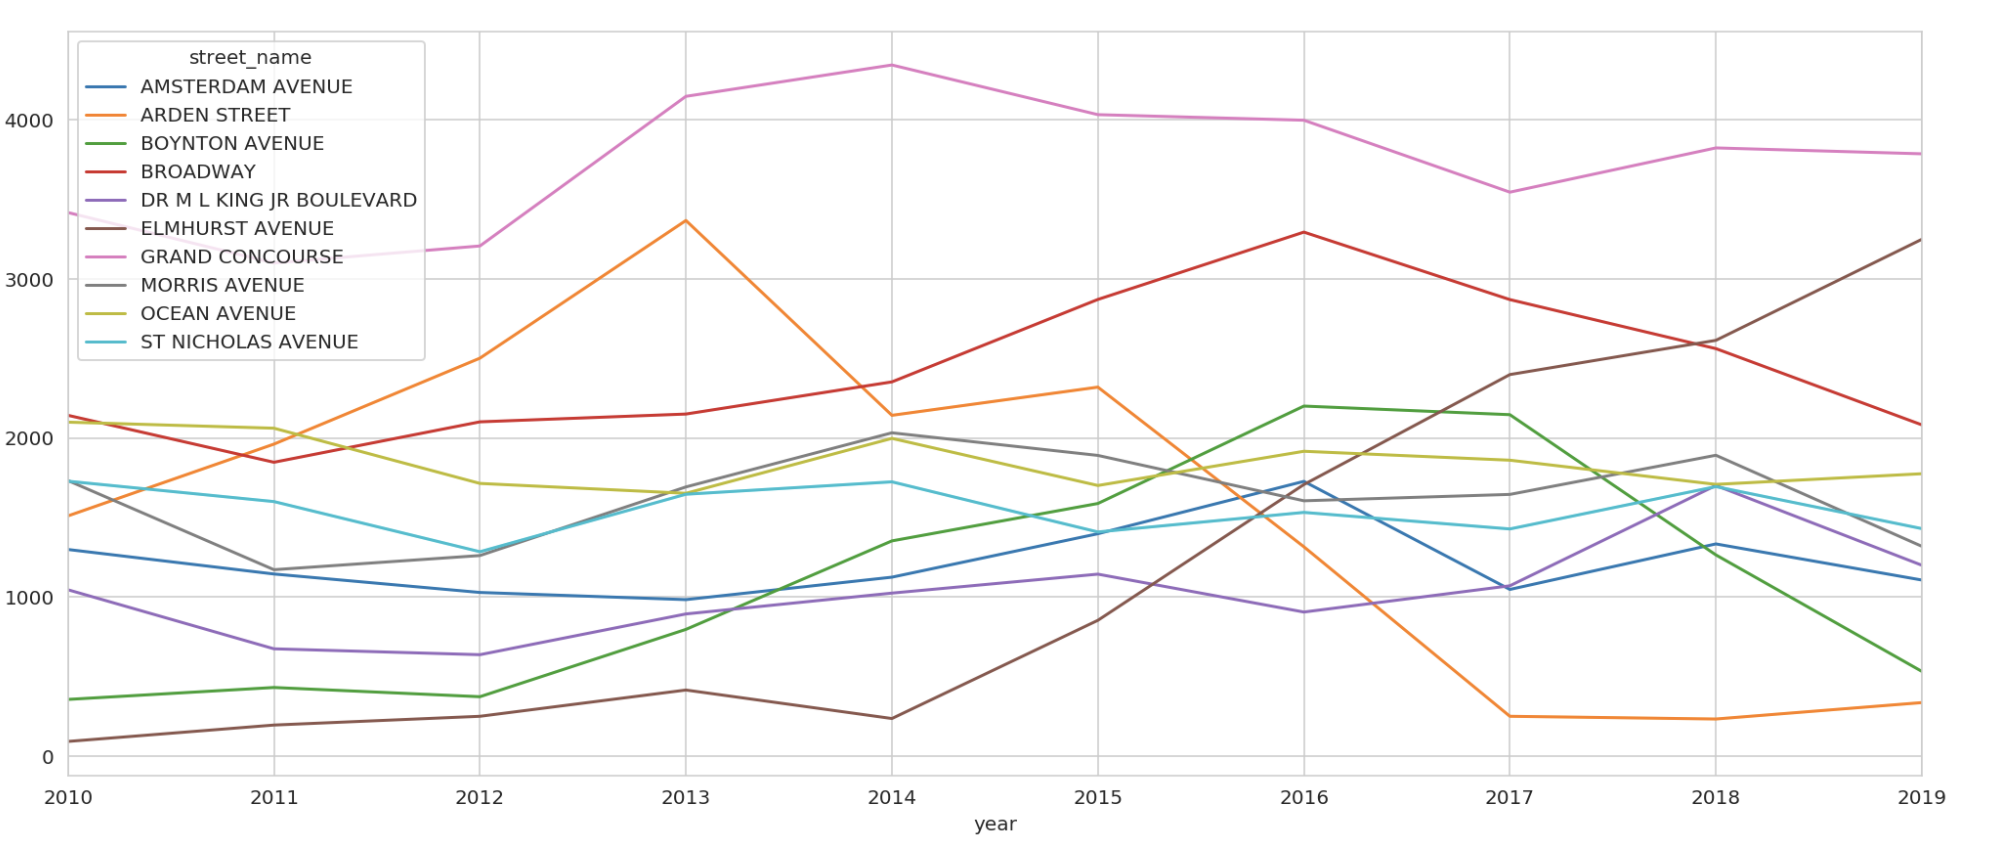 street_name
AMSTERDAM AVENUE
ARDEN STREET
BOYNTON AVENUE
BROADWAY
DR M L KING JR BOULEVARD
ELMHURST AVENUE
GRAND CONCOURSE
MORRIS AVENUE
OCEAN AVENUE
ST NICHOLAS AVENUE
4000
3000
2000
1000
0
2010 2011 2012 2013 2014 2015 2016 2017 2018 2019
year